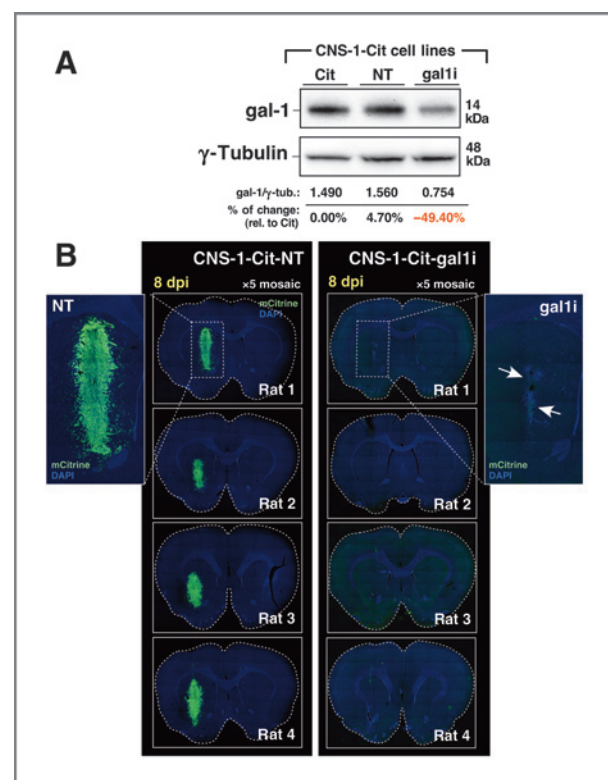 CNS-1-Cit cell lines
A
Cit NT gal1i
gal-1
14 kDa
γ-Tubulin
48 kDa
gal-1/γ-tub.: 1.490 1.560 0.754
% of change: (rel. to Cit) 0.00% 4.70% −49.40%
B
CNS-1-Cit-NT
8 dpi
×5 mosaic
NT
mCitrine
DAPI
mCitrine
DAPI
Rat 1
Rat 2
Rat 3
Rat 4
CNS-1-Cit-gal1i
8 dpi
×5 mosaic
Rat 1
Rat 2
Rat 3
Rat 4
gal1i
mCitrine
DAPI